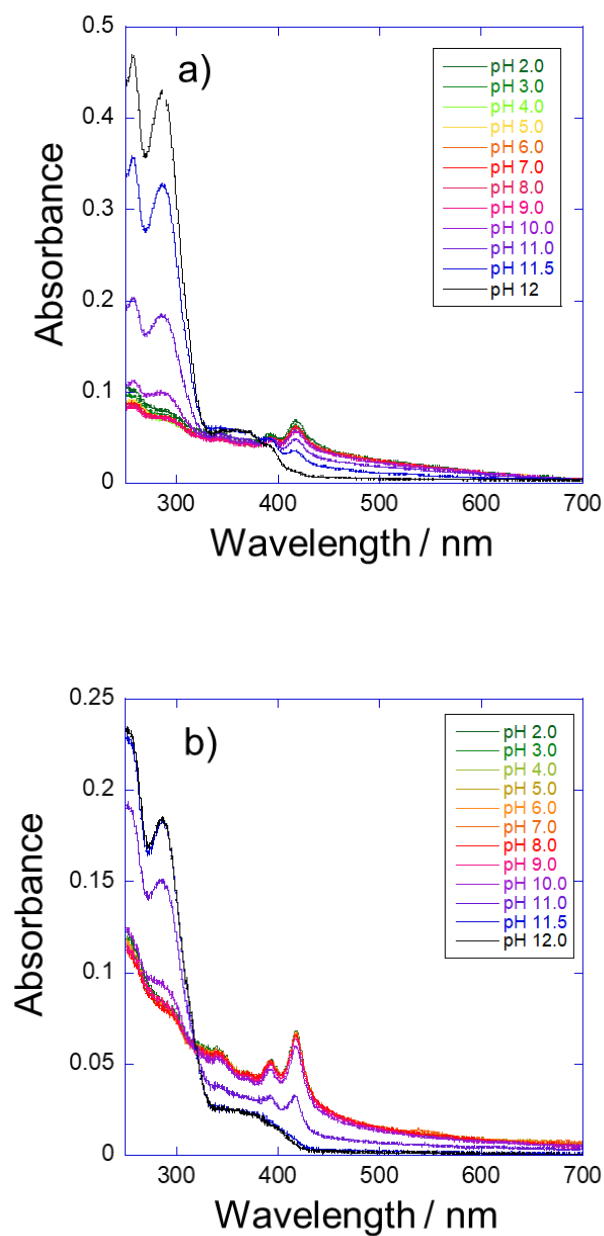 a)
0.5
0.4
0.3
0.2
0.1
0
Absorbance
pH 2.0
pH 3.0
pH 4.0
pH 5.0
pH 6.0
pH 7.0
pH 8.0
pH 9.0
pH 10.0
pH 11.0
pH 11.5
pH 12
300 400 500 600 700
Wavelength / nm
b)
0.25
0.2
0.15
0.1
0.05
0
Absorbance
pH 2.0
pH 3.0
pH 4.0
pH 5.0
pH 6.0
pH 7.0
pH 8.0
pH 9.0
pH 10.0
pH 11.0
pH 11.5
pH 12.0
300 400 500 600 700
Wavelength / nm